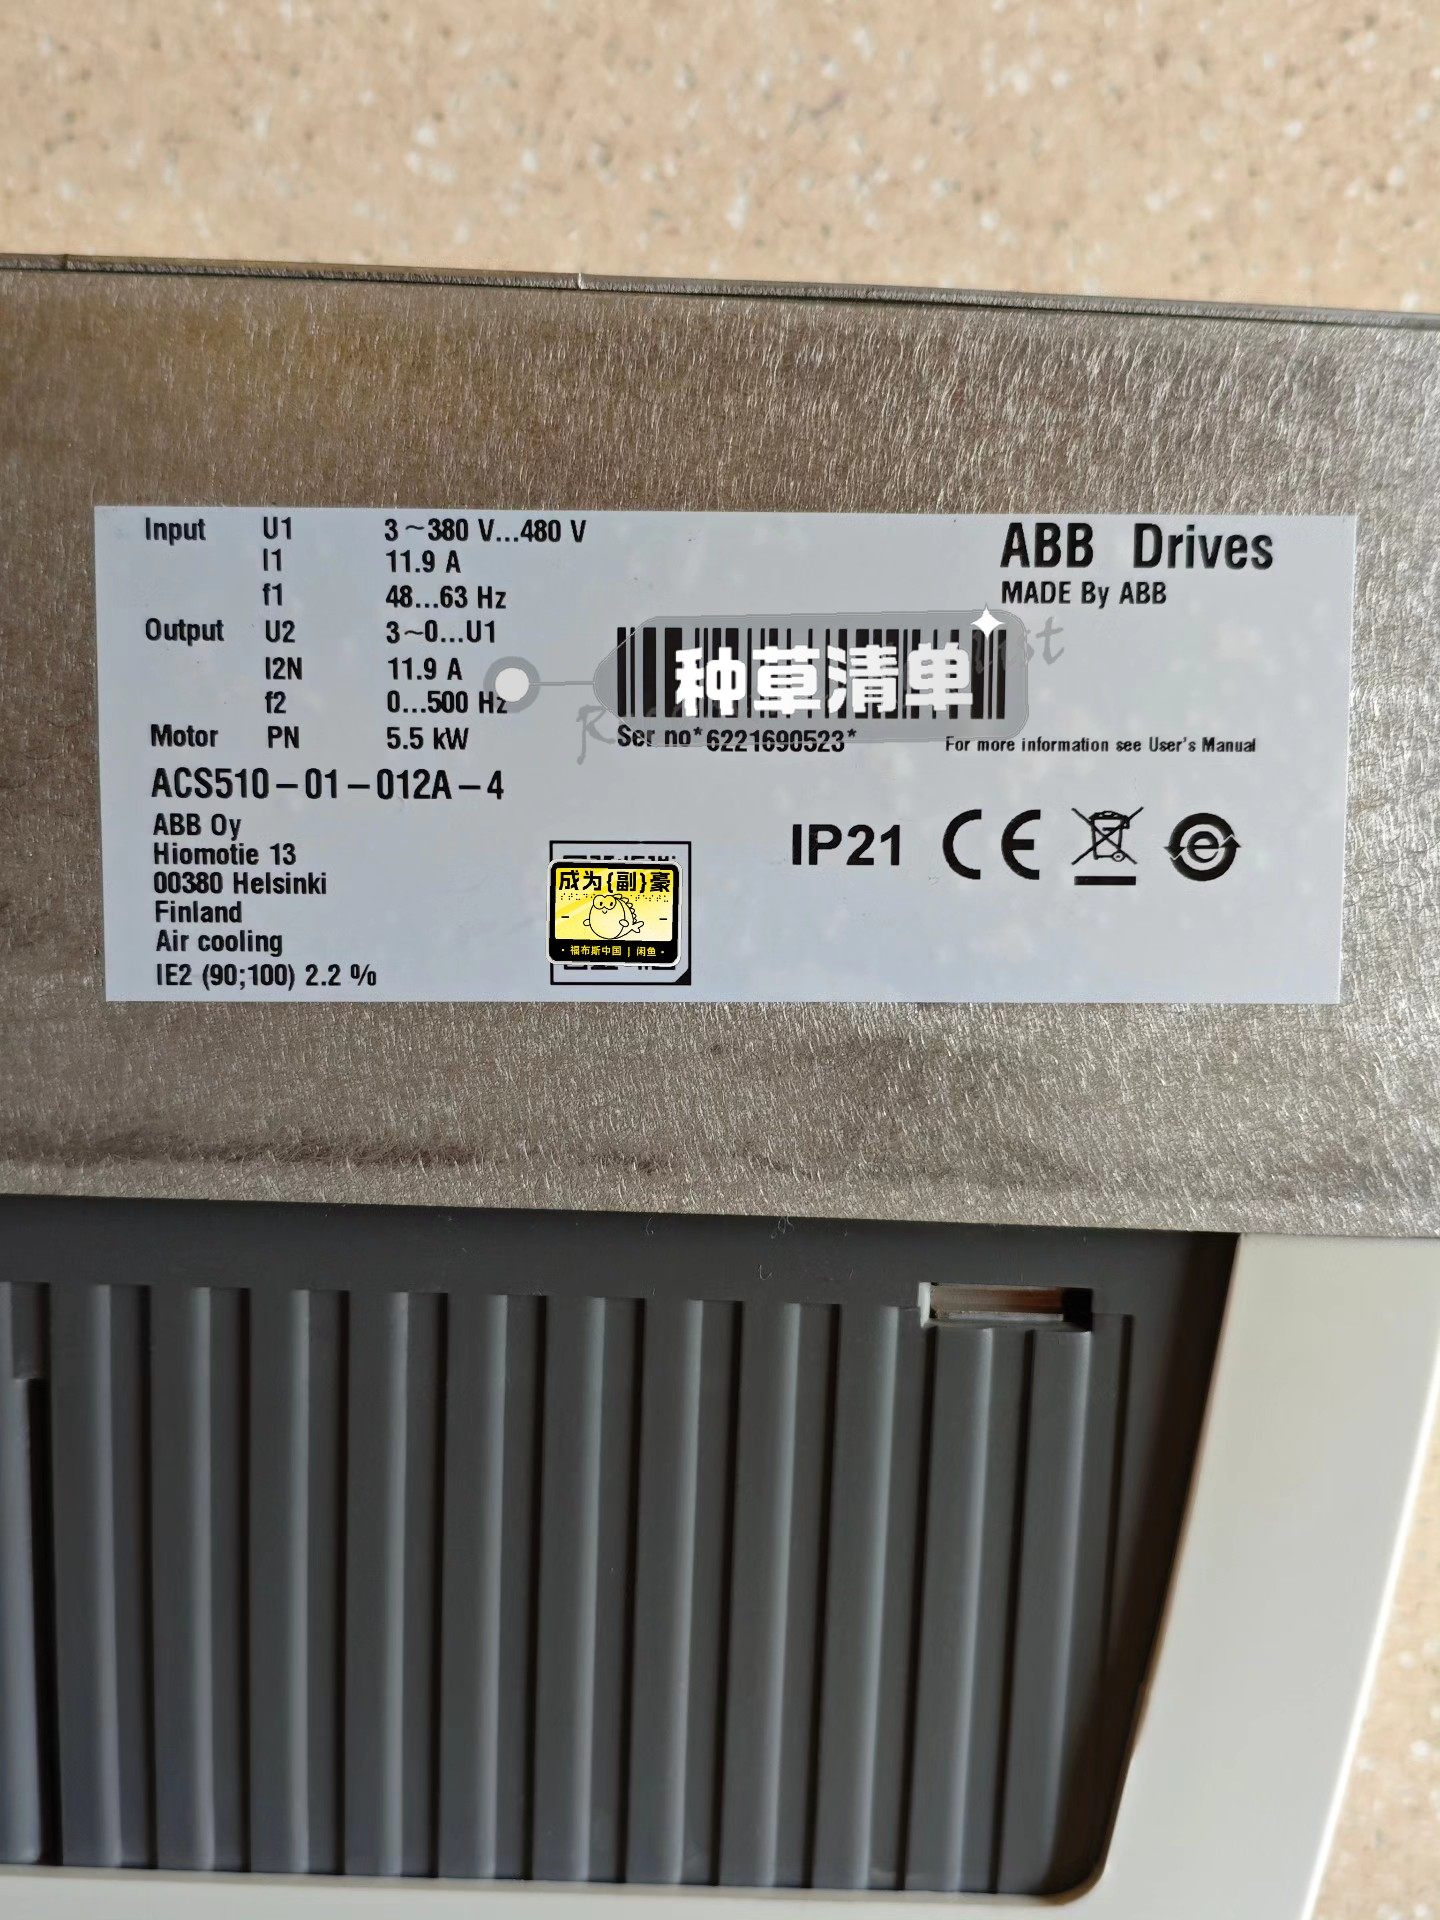 Input U1 3~380 V...480 V
I1 11.9 A
f1 48...63 Hz
Output U2 3~0...U1
I2N 11.9 A
f2 0...500 Hz
Motor PN 5.5 kW
ACS510-01-012A-4
ABB Oy
Hiomotie 13
00380 Helsinki
Finland
Air cooling
IE2 (90;100) 2.2 %
ABB Drives
MADE By ABB
种草清单
Ser no*6221690523*
For more information see User's Manual
IP21 CE
成为{副}豪
·福布斯中国 | 闲鱼·